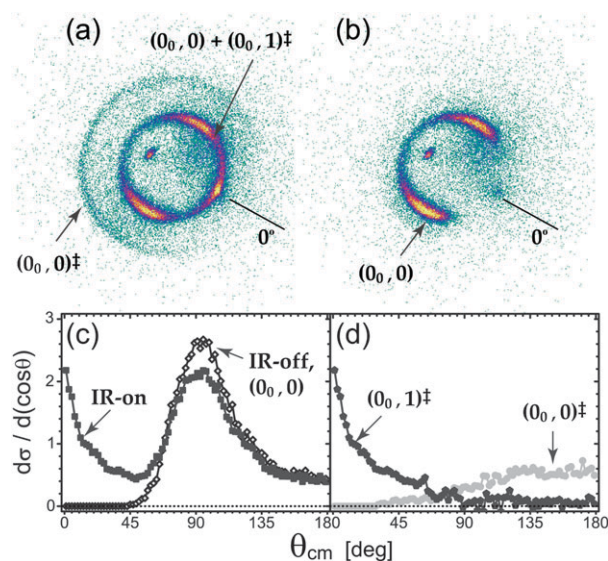 (a)
(0₀, 0) + (0₀, 1)‡
(b)
0°
(0₀, 0)‡
0°
(0₀, 0)
(c)
IR-on
IR-off,
(0₀, 0)
(d)
(0₀, 1)‡
(0₀, 0)‡
dσ / d(cosθ)
3
2
1
0
0 45 90 135 180 45 90 135 180
θcm [deg]